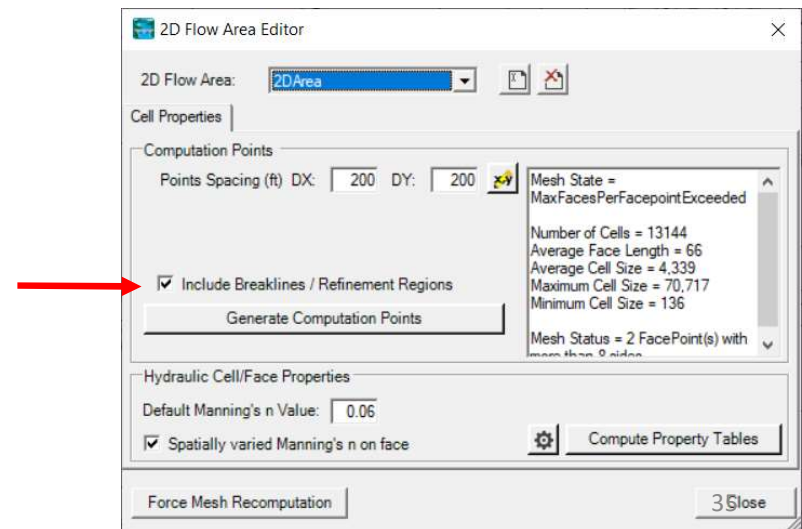 2D Flow Area Editor
2D Flow Area: 2DArea
Cell Properties
Computation Points
Points Spacing (ft) DX: 200 DY: 200
Mesh State =
MaxFacesPerFacepointExceeded
Number of Cells = 13144
Average Face Length = 66
Average Cell Size = 4,339
Maximum Cell Size = 70,717
Minimum Cell Size = 136
Mesh Status = 2 FacePoint(s) with
more than 8 sides
Include Breaklines / Refinement Regions
Generate Computation Points
Hydraulic Cell/Face Properties
Default Manning's n Value: 0.06
Spatially varied Manning's n on face
Compute Property Tables
Force Mesh Recomputation
Close